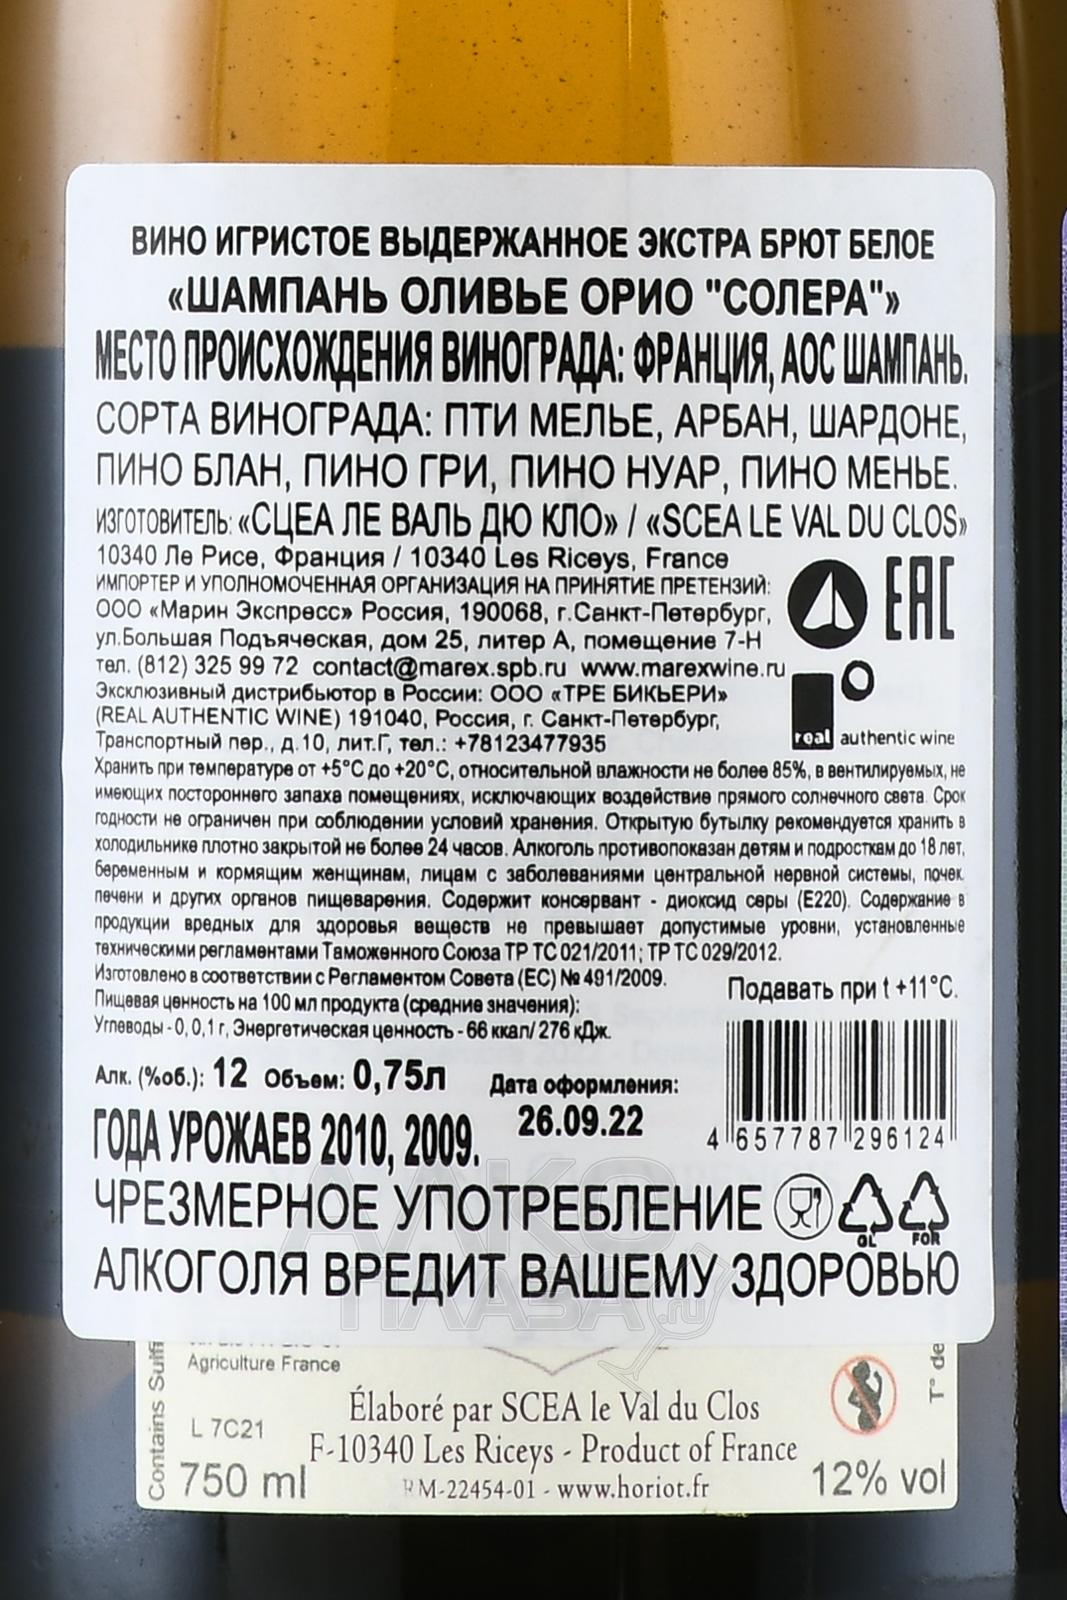 ВИНО ИГРИСТОЕ ВЫДЕРЖАННОЕ ЭКСТРА БРЮТ БЕЛОЕ
«ШАМПАНЬ ОЛИВЬЕ ОРИО "СОЛЕРА"»
МЕСТО ПРОИСХОЖДЕНИЯ ВИНОГРАДА: ФРАНЦИЯ, АОС ШАМПАНЬ.
СОРТА ВИНОГРАДА: ПТИ МЕЛЬЕ, АРБАН, ШАРДОНЕ,
ПИНО БЛАН, ПИНО ГРИ, ПИНО НУАР, ПИНО МЕНЬЕ.
ИЗГОТОВИТЕЛЬ: «СЦЕА ЛЕ ВАЛЬ ДЮ КЛО» / «SCEA LE VAL DU CLOS»
10340 Ле Рисе, Франция / 10340 Les Riceys, France
ИМПОРТЕР И УПОЛНОМОЧЕННАЯ ОРГАНИЗАЦИЯ НА ПРИНЯТИЕ ПРЕТЕНЗИЙ:
ООО «Марин Экспресс» Россия, 190068, г.Санкт-Петербург,
ул.Большая Подъяческая, дом 25, литер А, помещение 7-Н
тел. (812) 325 99 72 contact@marex.spb.ru www.marexwine.ru
EAC
Эксклюзивный дистрибьютор в России: ООО «ТРЕ БИКЬЕРИ»
(REAL AUTHENTIC WINE) 191040, Россия, г. Санкт-Петербург,
Транспортный пер., д.10, лит.Г, тел.: +78123477935
real authentic wine
Хранить при температуре от +5°С до +20°С, относительной влажности не более 85%, в вентилируемых, не
имеющих постороннего запаха помещениях, исключающих воздействие прямого солнечного света. Срок
годности не ограничен при соблюдении условий хранения. Открытую бутылку рекомендуется хранить в
холодильнике плотно закрытой не более 24 часов. Алкоголь противопоказан детям и подросткам до 18 лет,
беременным и кормящим женщинам, лицам с заболеваниями центральной нервной системы, почек,
печени и других органов пищеварения. Содержит консервант - диоксид серы (Е220). Содержание в
продукции вредных для здоровья веществ не превышает допустимые уровни, установленные
техническими регламентами Таможенного Союза ТР ТС 021/2011; ТР ТС 029/2012.
Изготовлено в соответствии с Регламентом Совета (ЕС) № 491/2009.
Пищевая ценность на 100 мл продукта (средние значения):
Углеводы - 0, 0,1 г, Энергетическая ценность - 66 ккал/ 276 кДж.
Подавать при t +11°С.
Алк. (%об.): 12 Объем: 0,75л
Дата оформления:
26.09.22
4 657787 296124
ГОДА УРОЖАЕВ 2010, 2009.
ЧРЕЗМЕРНОЕ УПОТРЕБЛЕНИЕ
GL FOR
АЛКОГОЛЯ ВРЕДИТ ВАШЕМУ ЗДОРОВЬЮ
АЛКО
ПЛАЗА.ru
Agriculture France
Contains
T° de
L 7C21
Élaboré par SCEA le Val du Clos
F-10340 Les Riceys - Product of France
RM-22454-01 - www.horiot.fr
750 ml
12% vol